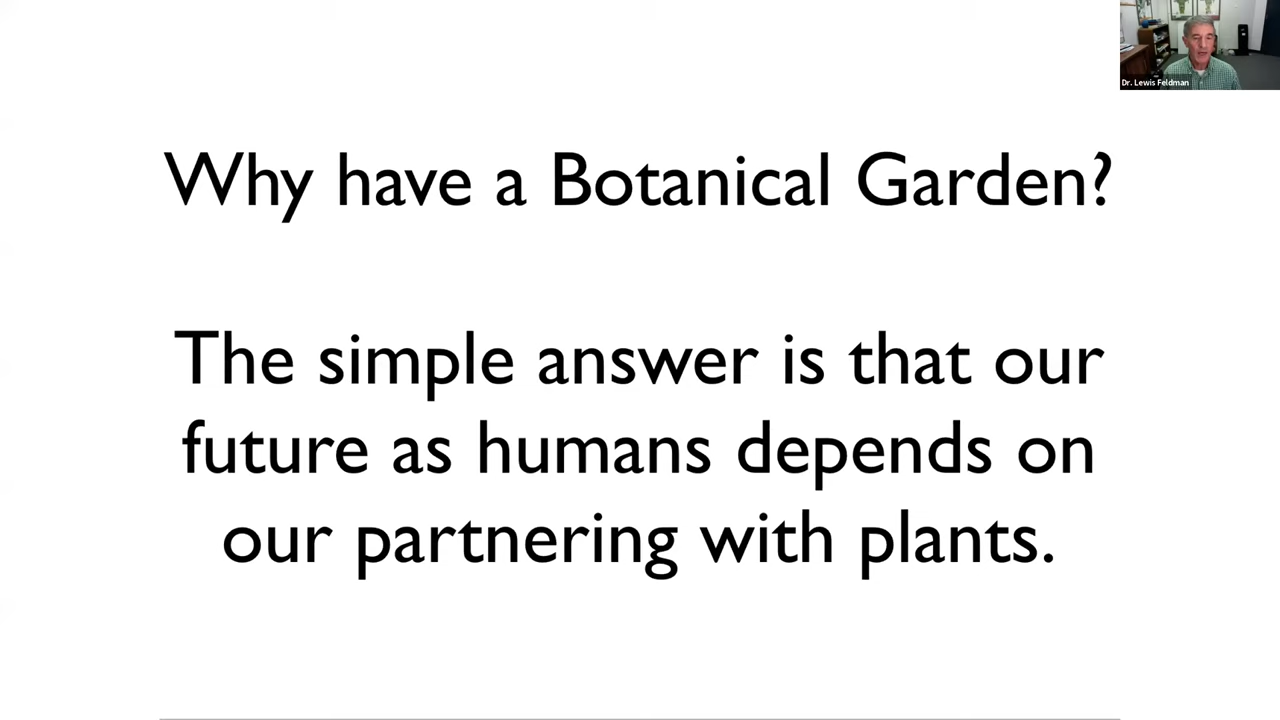 Dr. Lewis Feldman
Why have a Botanical Garden?
The simple answer is that our
future as humans depends on
our partnering with plants.